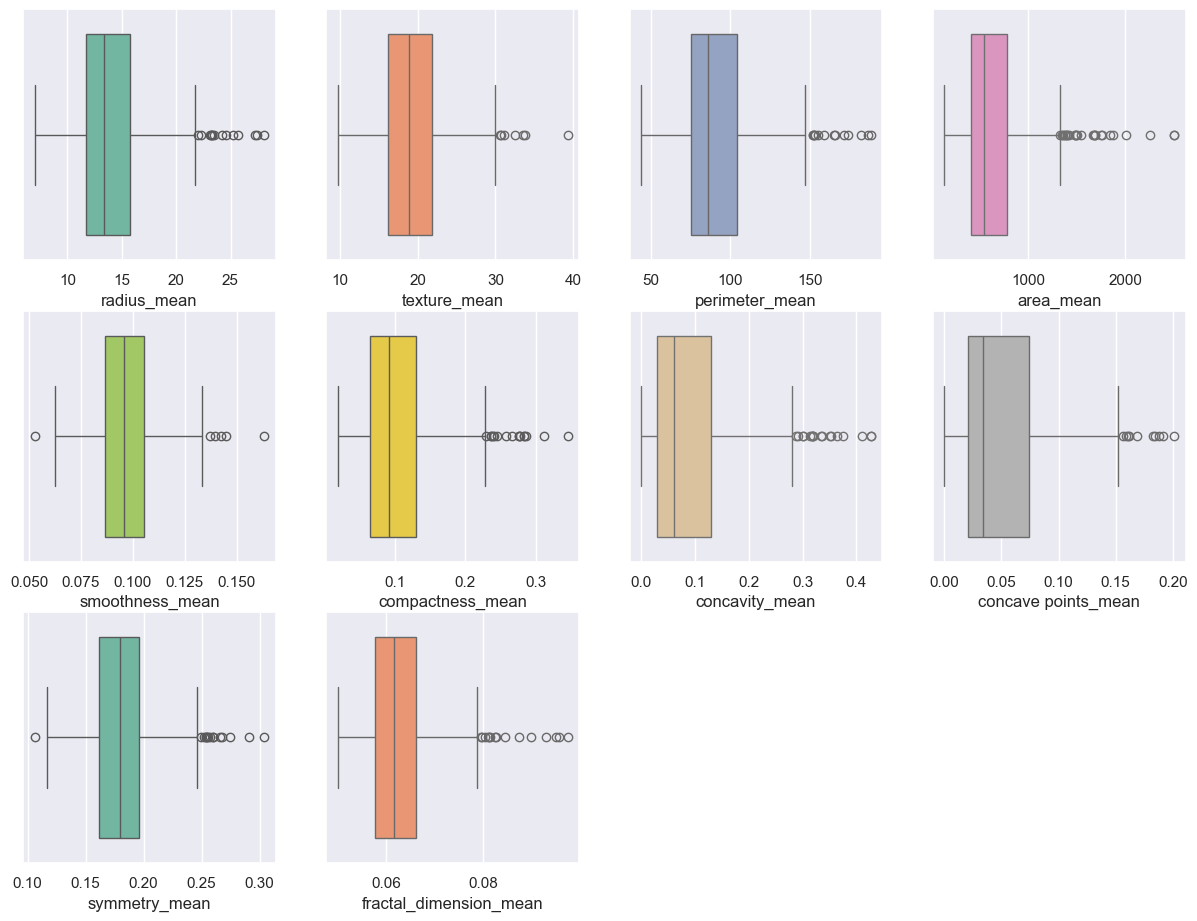 10 15 20 25
radius_mean
10 20 30 40
texture_mean
50 100 150
perimeter_mean
1000 2000
area_mean
0.050 0.075 0.100 0.125 0.150
smoothness_mean
0.1 0.2 0.3
compactness_mean
0.0 0.1 0.2 0.3 0.4
concavity_mean
0.00 0.05 0.10 0.15 0.20
concave points_mean
0.10 0.15 0.20 0.25 0.30
symmetry_mean
0.06 0.08
fractal_dimension_mean